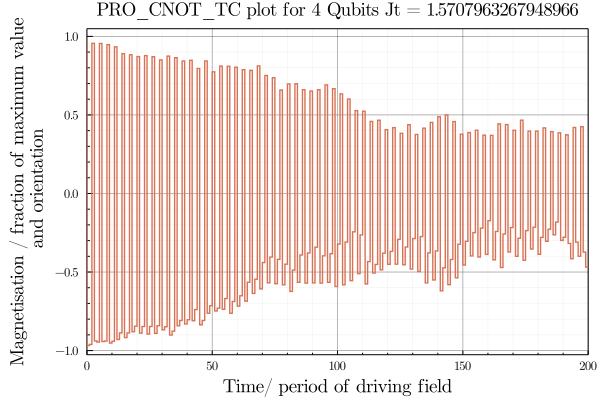 PRO_CNOT_TC plot for 4 Qubits Jt = 1.5707963267948966
Magnetisation / fraction of maximum value
and orientation
1.0
0.5
0.0
−0.5
−1.0
0 50 100 150 200
Time/ period of driving field